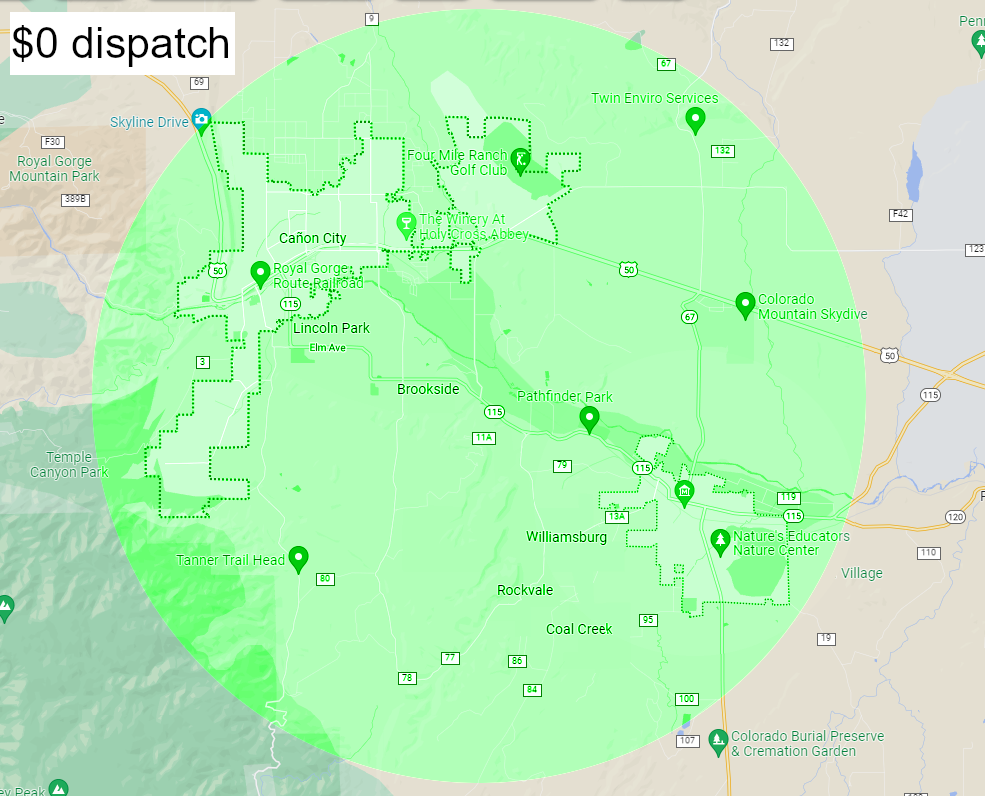 $0 dispatch
9
132
Penn
67
69
Twin Enviro Services
Skyline Drive
F30
132
Royal Gorge
Mountain Park
Four Mile Ranch
Golf Club
389B
F42
The Winery At
Holy Cross Abbey
Cañon City
123
50
Royal Gorge
Route Railroad
50
115
Colorado
Mountain Skydive
67
Lincoln Park
Elm Ave
50
3
Brookside
115
Pathfinder Park
115
11A
Temple
Canyon Park
79
115
119
13A
115
120
Williamsburg
Nature's Educators
Nature Center
110
Tanner Trail Head
80
Village
Rockvale
95
Coal Creek
19
77
86
78
84
100
107
Colorado Burial Preserve
& Cremation Garden
ey Peak